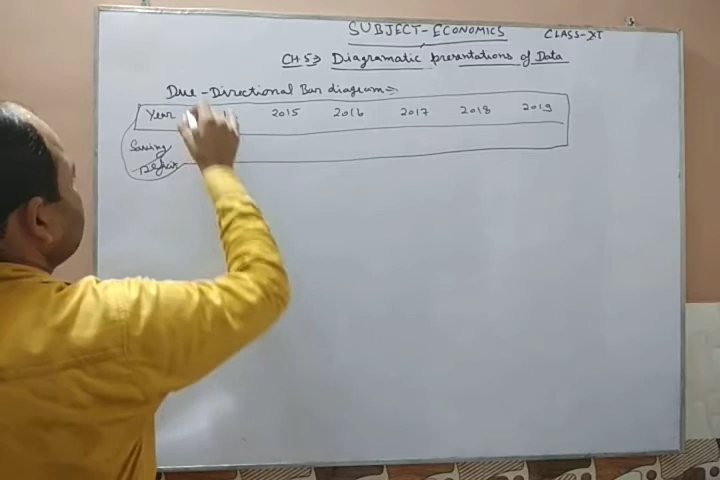 SUBJECT-ECONOMICS CLASS-XI
CH 5 → Diagramatic presentations of Data
Due-Directional Bar diagram =>
Year 2015 2016 2017 2018 2019
Saving
Deficit